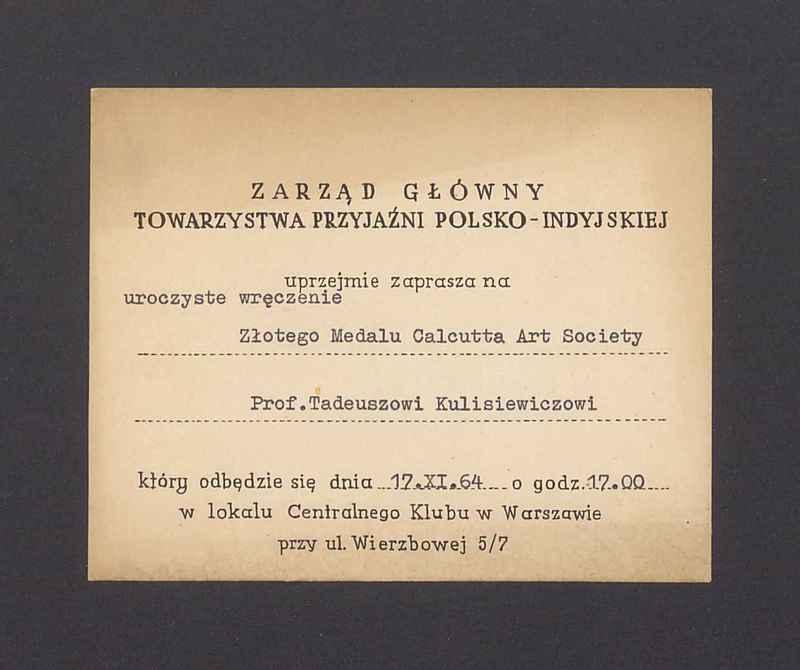 ZARZĄD GŁÓWNY
TOWARZYSTWA PRZYJAŹNI POLSKO-INDYJSKIEJ
uprzejmie zaprasza na
uroczyste wręczenie
Złotego Medalu Calcutta Art Society
Prof.Tadeuszowi Kulisiewiczowi
który odbędzie się dnia 17.XI.64 o godz. 17.00
w lokalu Centralnego Klubu w Warszawie
przy ul. Wierzbowej 5/7